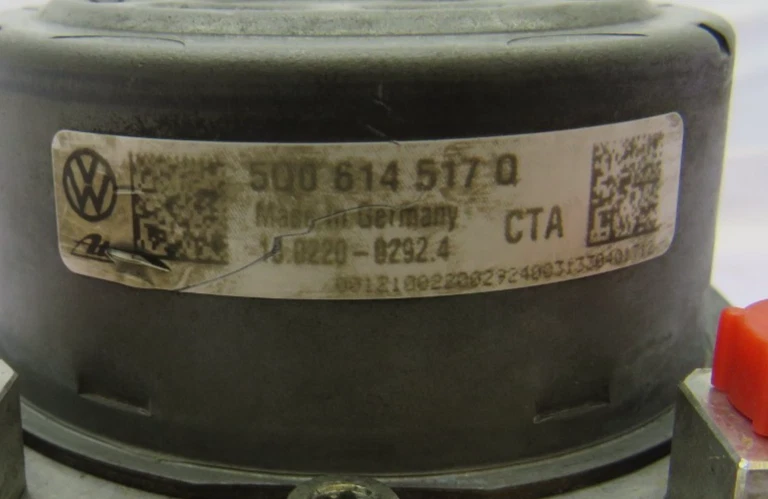 5Q0 614 517 Q
Made in Germany
CTA
10.0220-0292.4